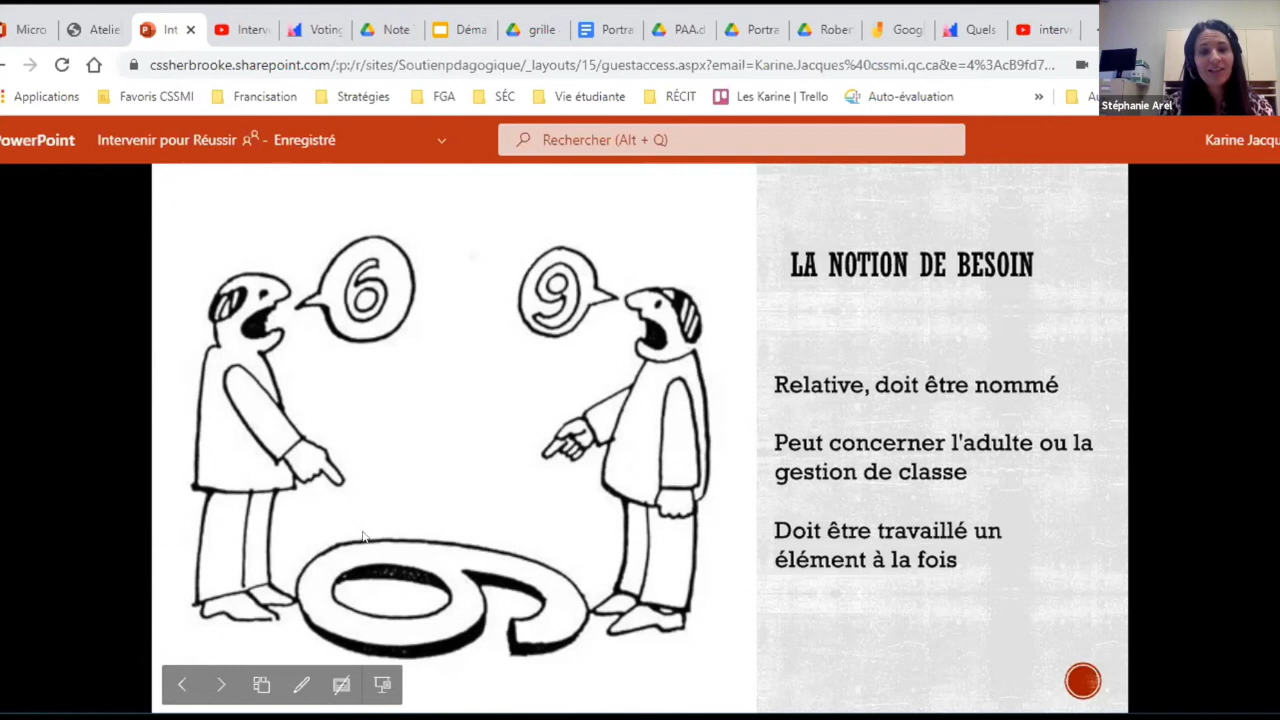 Micro
Atelie
Int
Interv
Voting
Note
Déma
grille
Portra
PAA.d
Portra
Rober
Goog
Quels
interv
cssherbrooke.sharepoint.com/:p:/r/sites/Soutienpdagogique/_layouts/15/guestaccess.aspx?email=Karine.Jacques%40cssmi.qc.ca&e=4%3AcB9fd7...
Applications
Favoris CSSMI
Francisation
Stratégies
FGA
SÉC
Vie étudiante
RÉCIT
Les Karine | Trello
Auto-évaluation
»
Au
Stéphanie Arel
PowerPoint
Intervenir pour Réussir - Enregistré
Rechercher (Alt + Q)
Karine Jacqu
6
9
LA NOTION DE BESOIN
Relative, doit être nommé
Peut concerner l'adulte ou la
gestion de classe
Doit être travaillé un
élément à la fois